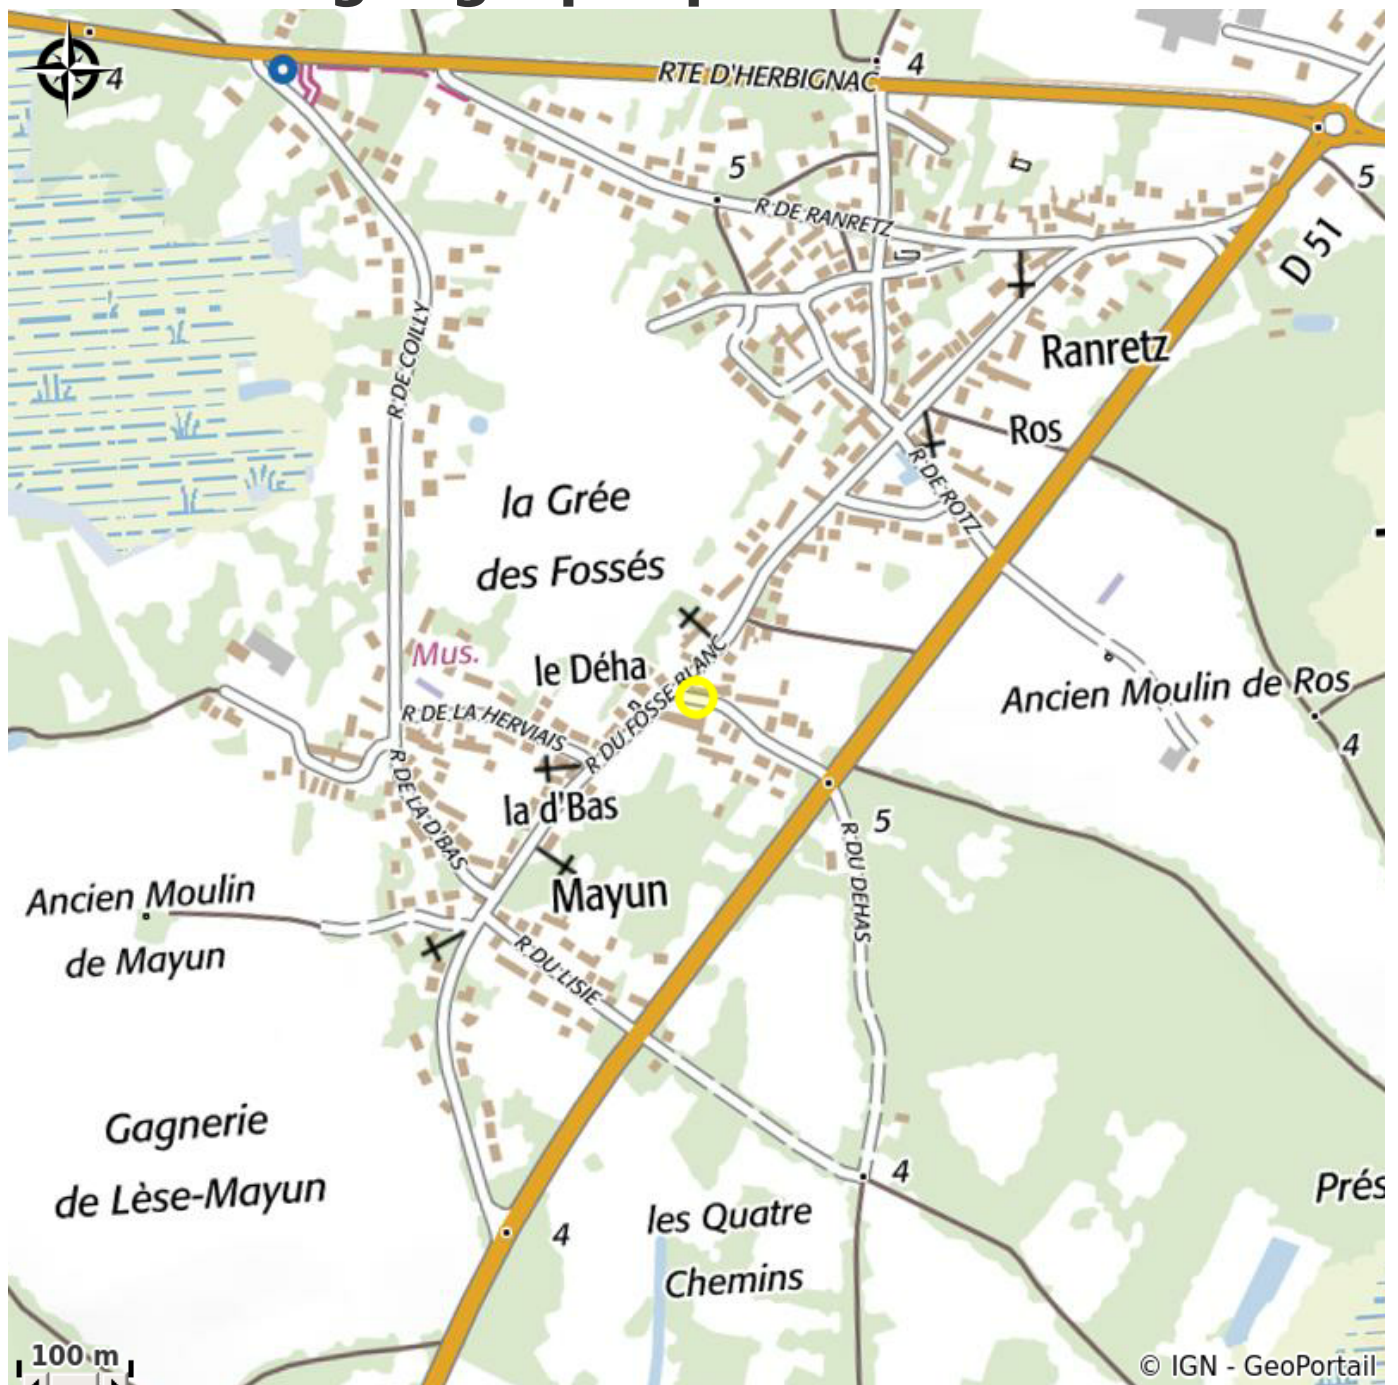 RTE D'HERBIGNAC
4
4
5
5
R DE RANRETZ
D 51
R DE COILLY
Ranretz
Ros
R DE ROTZ
la Grée
des Fossés
Mus.
le Déha
R DU FOSSE BLANC
Ancien Moulin de Ros
R DE LA HERVIAIS
4
R DE LA D'BAS
la d'Bas
5
R DU DEHAS
Ancien Moulin
de Mayun
Mayun
R DU LISIE
Gagnerie
de Lèse-Mayun
4
Prés
les Quatre
Chemins
4
100 m
© IGN - GeoPortail